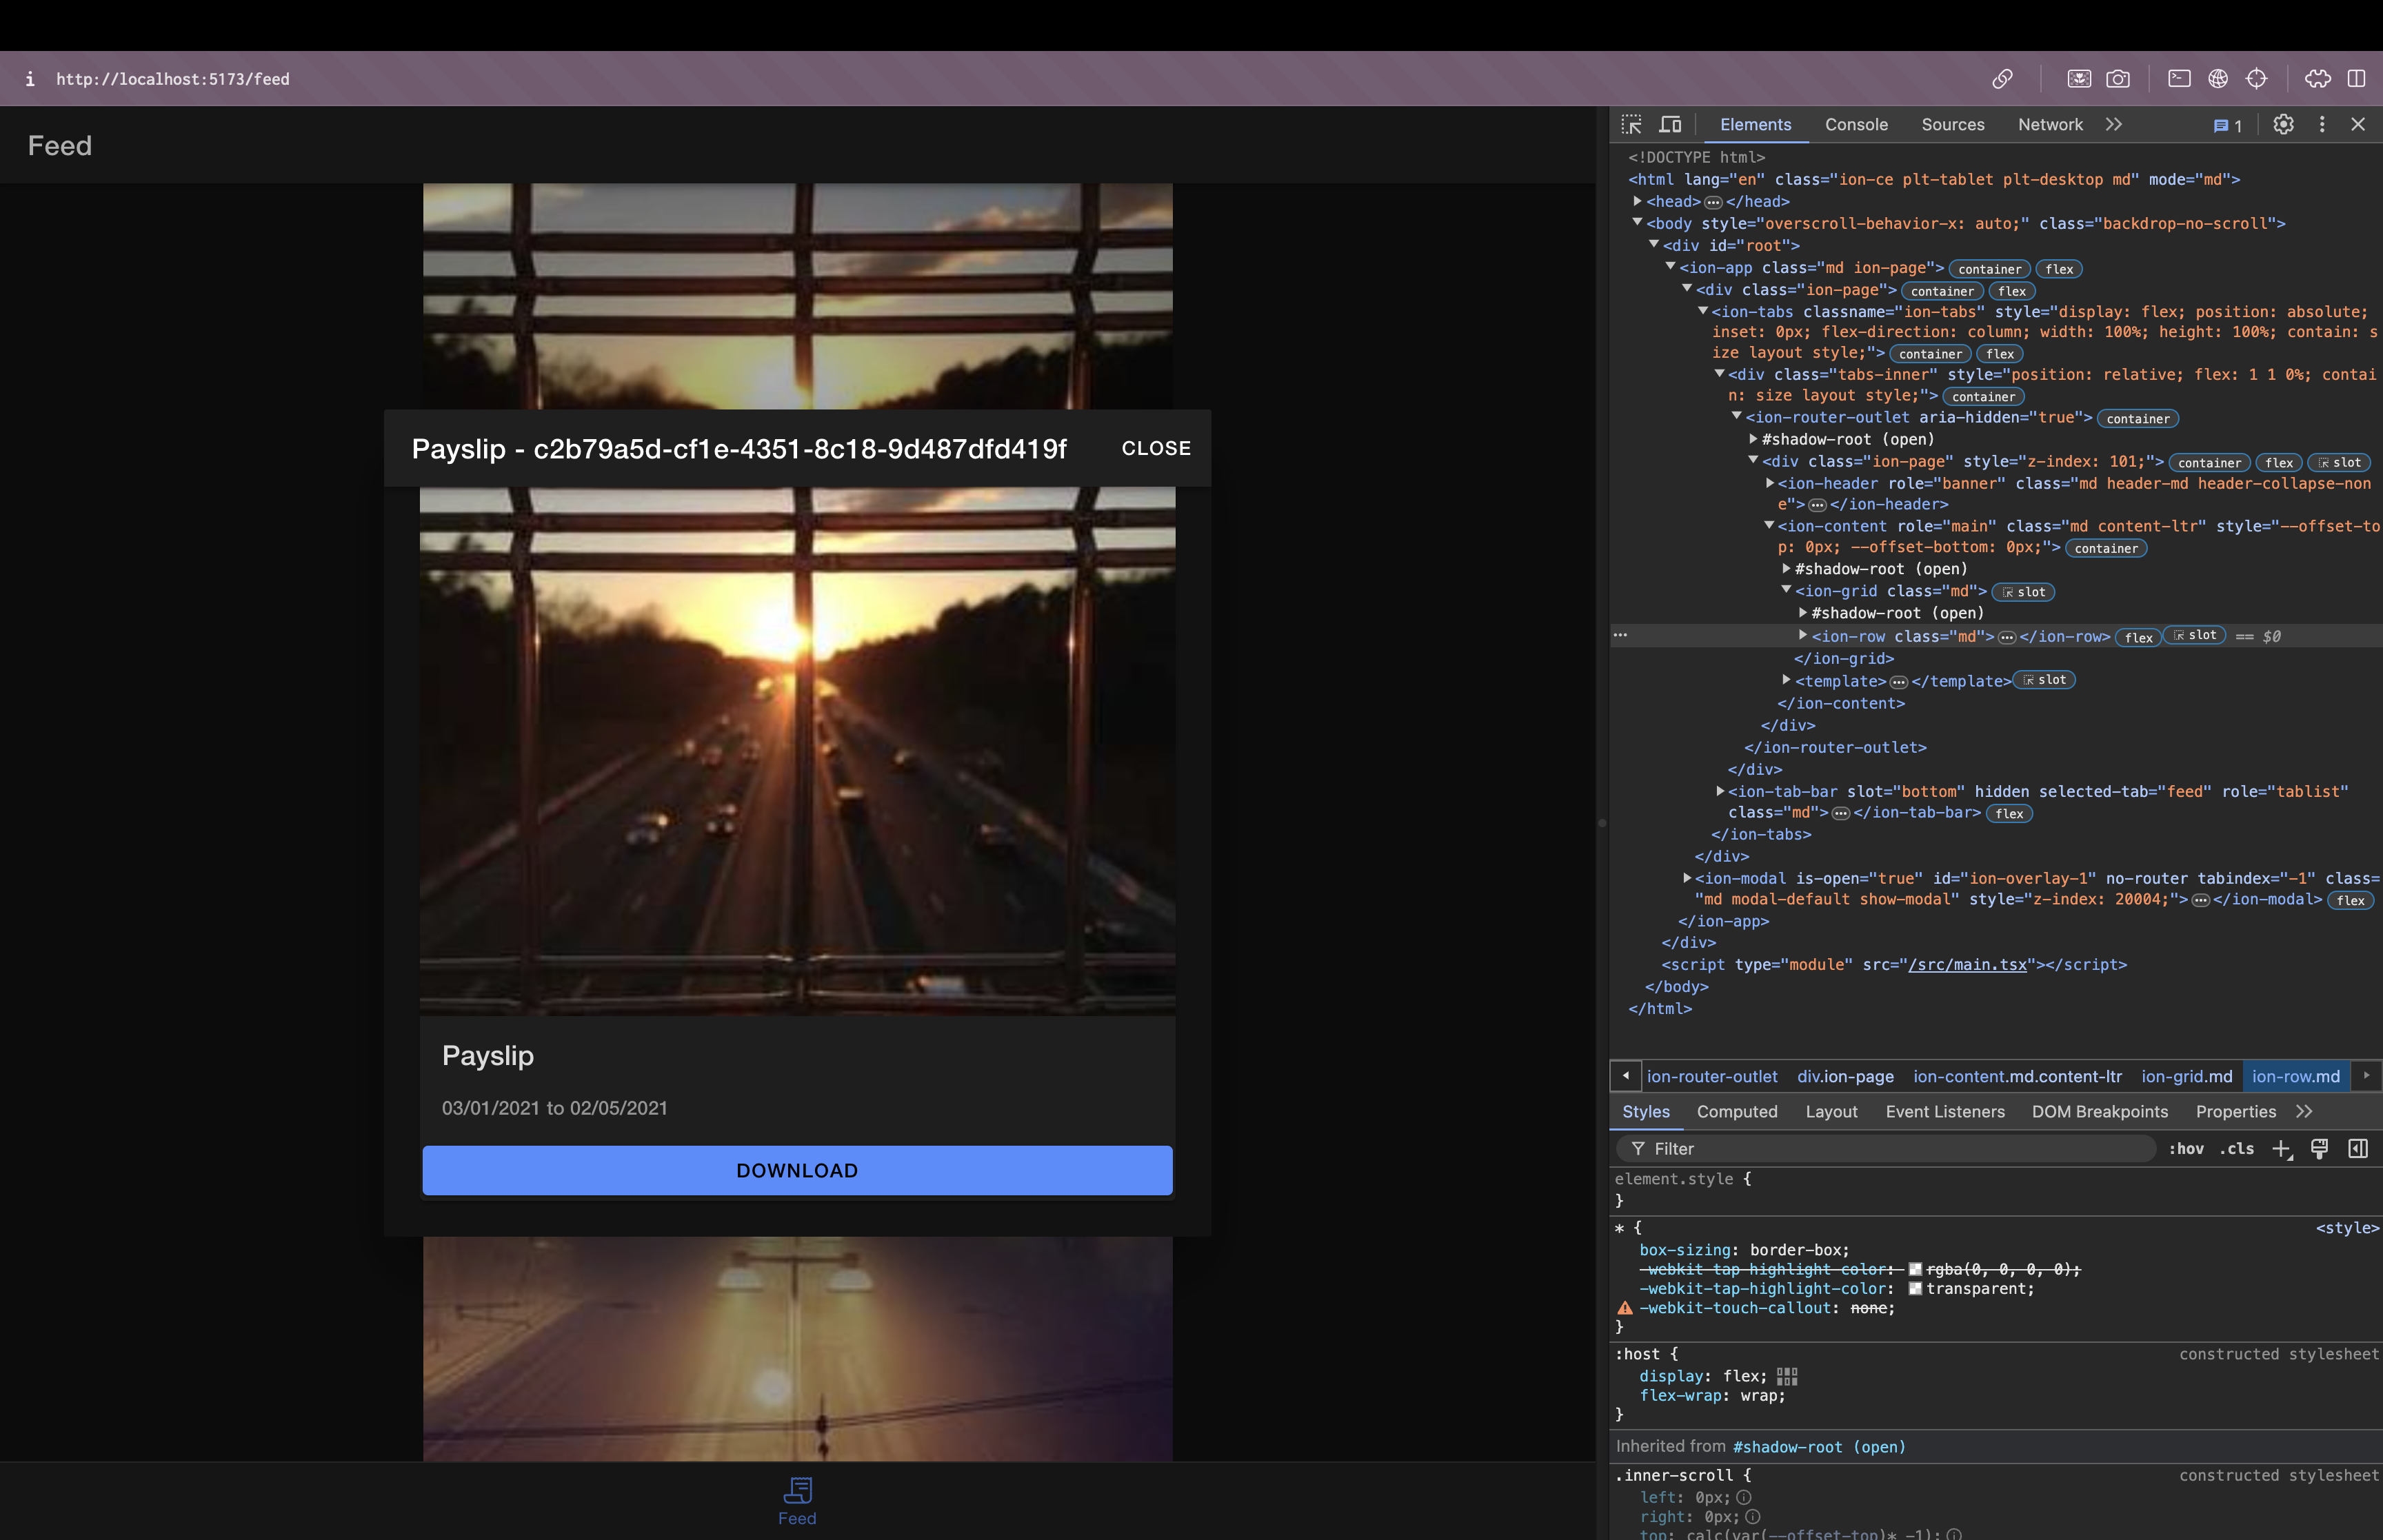 http://localhost:5173/feed
Feed
Payslip - c2b79a5d-cf1e-4351-8c18-9d487dfd419f
CLOSE
Payslip
03/01/2021 to 02/05/2021
DOWNLOAD
Feed
Elements Console Sources Network 1
<!DOCTYPE html>
<html lang="en" class="ion-ce plt-tablet plt-desktop md" mode="md">
<head> </head>
<body style="overscroll-behavior-x: auto;" class="backdrop-no-scroll">
<div id="root">
<ion-app class="md ion-page"> container flex
<div class="ion-page"> container flex
<ion-tabs classname="ion-tabs" style="display: flex; position: absolute;
inset: 0px; flex-direction: column; width: 100%; height: 100%; contain: s
ize layout style;"> container flex
<div class="tabs-inner" style="position: relative; flex: 1 1 0%; contai
n: size layout style;"> container
<ion-router-outlet aria-hidden="true"> container
#shadow-root (open)
<div class="ion-page" style="z-index: 101;"> container flex slot
<ion-header role="banner" class="md header-md header-collapse-non
e"> </ion-header>
<ion-content role="main" class="md content-ltr" style="--offset-to
p: 0px; --offset-bottom: 0px;"> container
#shadow-root (open)
<ion-grid class="md"> slot
#shadow-root (open)
<ion-row class="md"> </ion-row> flex slot == $0
</ion-grid>
<template> </template> slot
</ion-content>
</div>
</ion-router-outlet>
</div>
<ion-tab-bar slot="bottom" hidden selected-tab="feed" role="tablist"
class="md"> </ion-tab-bar> flex
</ion-tabs>
</div>
<ion-modal is-open="true" id="ion-overlay-1" no-router tabindex="-1" class=
"md modal-default show-modal" style="z-index: 20004;"> </ion-modal> flex
</ion-app>
</div>
<script type="module" src="/src/main.tsx"></script>
</body>
</html>
ion-router-outlet div.ion-page ion-content.md.content-ltr ion-grid.md ion-row.md
Styles Computed Layout Event Listeners DOM Breakpoints Properties
Filter :hov .cls
element.style {
}
* { <style>
box-sizing: border-box;
-webkit-tap-highlight-color: rgba(0, 0, 0, 0);
-webkit-tap-highlight-color: transparent;
-webkit-touch-callout: none;
}
:host { constructed stylesheet
display: flex;
flex-wrap: wrap;
}
Inherited from #shadow-root (open)
.inner-scroll { constructed stylesheet
left: 0px;
right: 0px;
top: calc(var(--offset-top)* -1);